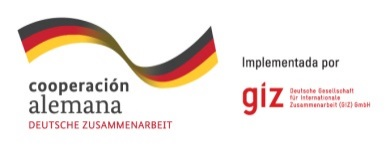 cooperación
alemana
DEUTSCHE ZUSAMMENARBEIT
Implementada por
giz
Deutsche Gesellschaft
für Internationale
Zusammenarbeit (GIZ) GmbH